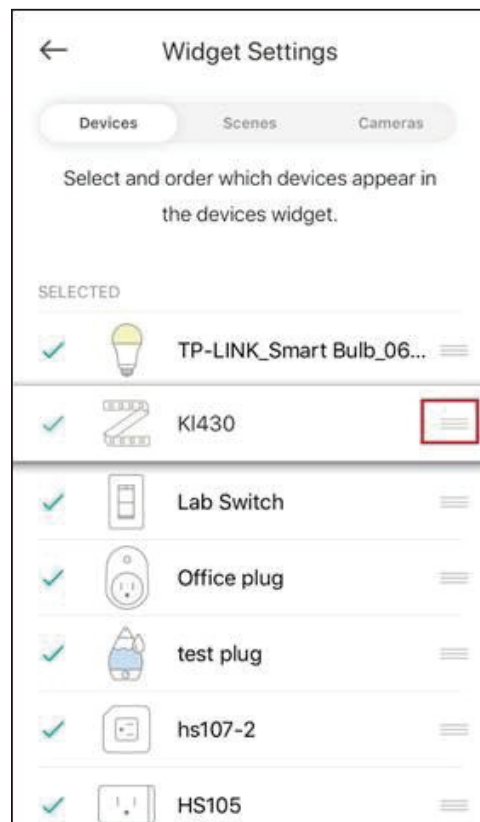 Widget Settings
Devices Scenes Cameras
Select and order which devices appear in
the devices widget.
SELECTED
TP-LINK_Smart Bulb_06...
Kl430
Lab Switch
Office plug
test plug
hs107-2
HS105